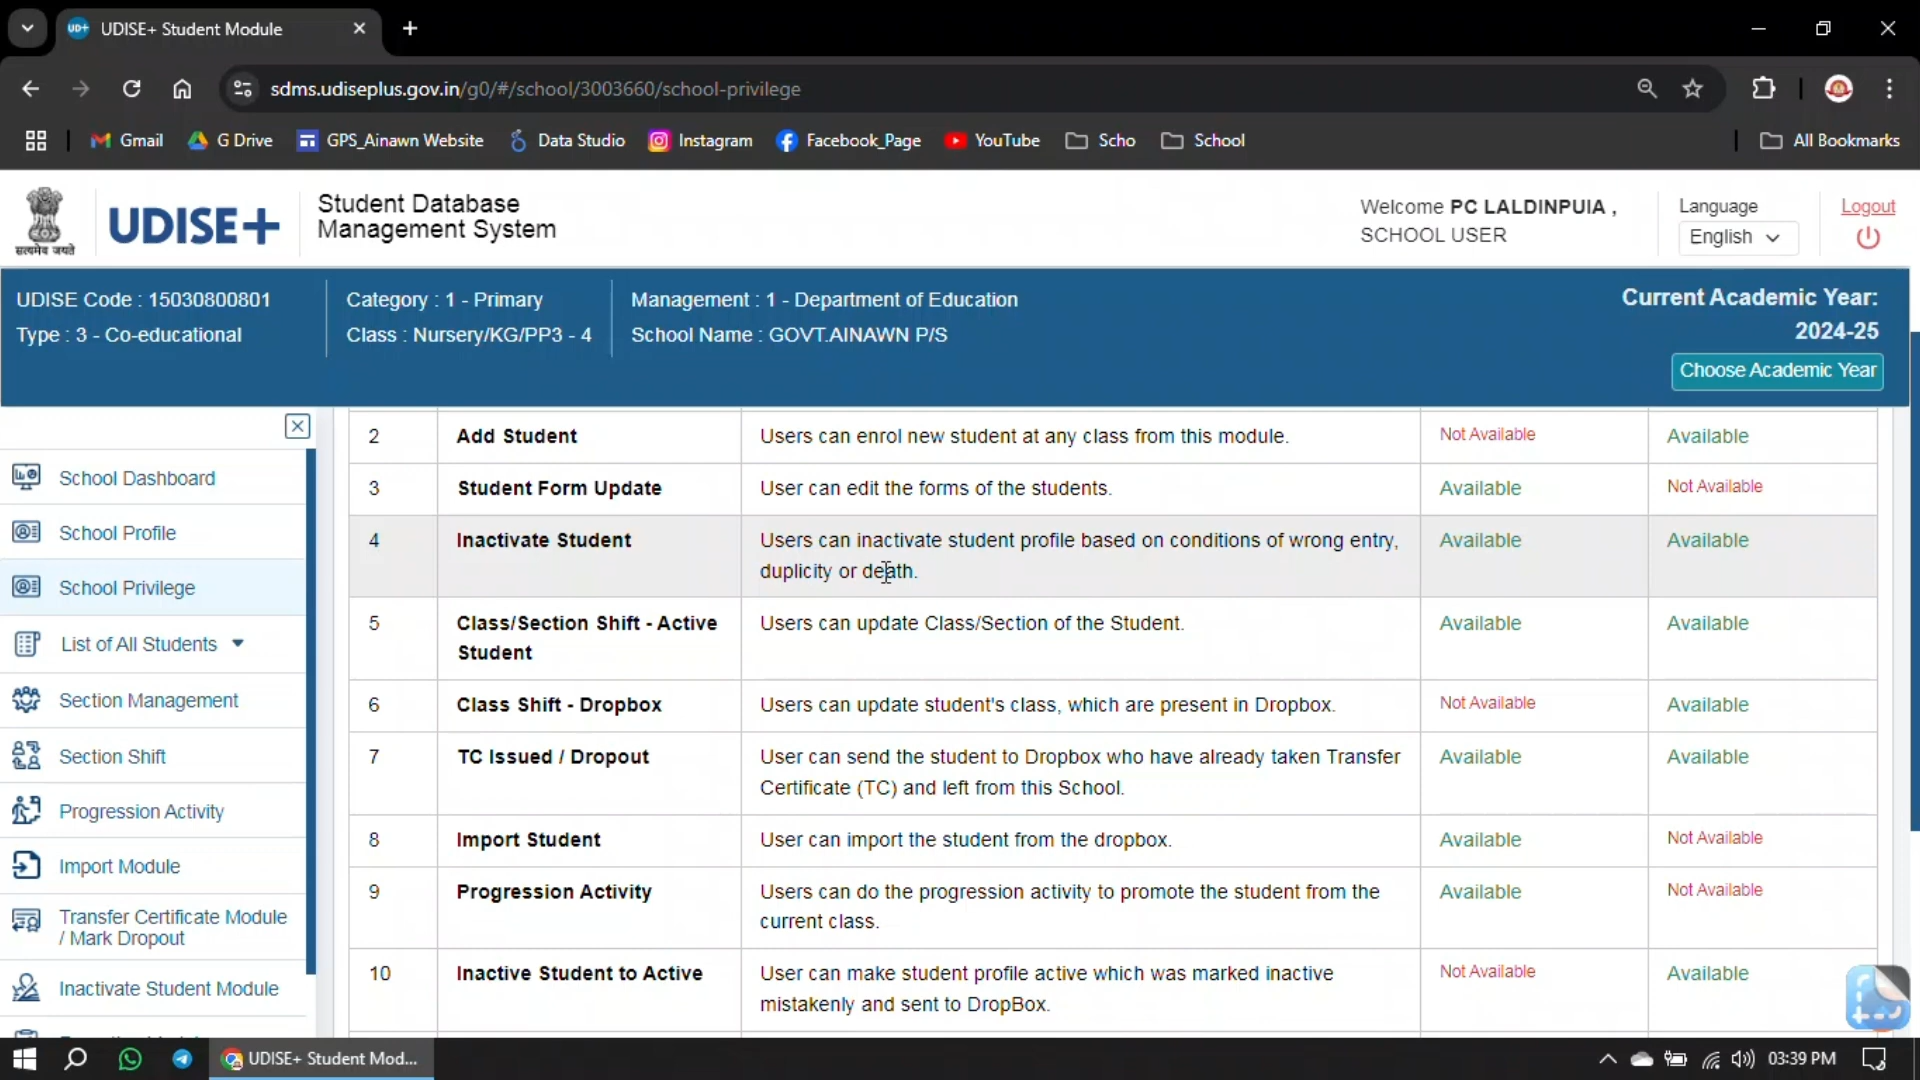 UDISE+ Student Module
sdms.udiseplus.gov.in/g0/#/school/3003660/school-privilege
Gmail G Drive GPS_Ainawn Website Data Studio Instagram Facebook_Page YouTube Scho School All Bookmarks
सत्यमेव जयते
UDISE+
Student Database
Management System
Welcome PC LALDINPUIA ,
SCHOOL USER
Language
English
Logout
UDISE Code : 15030800801
Type : 3 - Co-educational
Category : 1 - Primary
Class : Nursery/KG/PP3 - 4
Management : 1 - Department of Education
School Name : GOVT.AINAWN P/S
Current Academic Year:
2024-25
Choose Academic Year
School Dashboard
School Profile
School Privilege
List of All Students
Section Management
Section Shift
Progression Activity
Import Module
Transfer Certificate Module
/ Mark Dropout
Inactivate Student Module
2 Add Student Users can enrol new student at any class from this module. Not Available Available
3 Student Form Update User can edit the forms of the students. Available Not Available
4 Inactivate Student Users can inactivate student profile based on conditions of wrong entry, Available Available
duplicity or death.
5 Class/Section Shift - Active Users can update Class/Section of the Student. Available Available
Student
6 Class Shift - Dropbox Users can update student's class, which are present in Dropbox. Not Available Available
7 TC Issued / Dropout User can send the student to Dropbox who have already taken Transfer Available Available
Certificate (TC) and left from this School.
8 Import Student User can import the student from the dropbox. Available Not Available
9 Progression Activity Users can do the progression activity to promote the student from the Available Not Available
current class.
10 Inactive Student to Active User can make student profile active which was marked inactive Not Available Available
mistakenly and sent to DropBox.
UDISE+ Student Mod...
03:39 PM